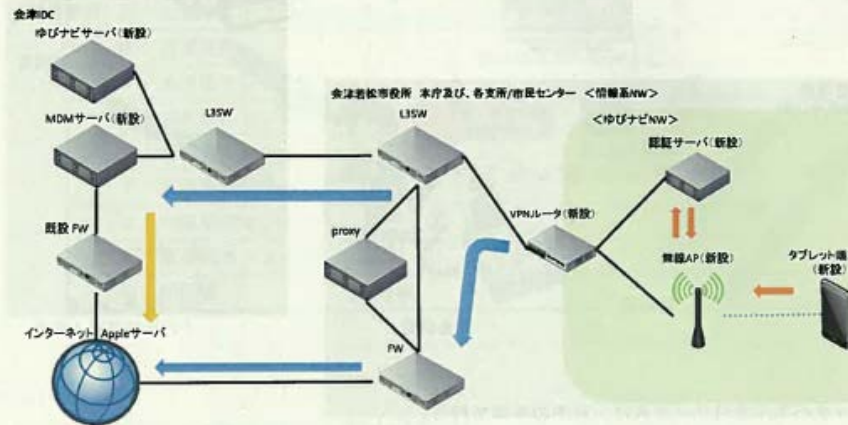 会津IDC
ゆびナビサーバ(新設)
MDMサーバ(新設)
L3SW
既設 FW
インターネット Appleサーバ
会津若松市役所 本庁及び、各支所/市民センター <情報系NW>
L3SW
proxy
FW
<ゆびナビNW>
認証サーバ(新設)
VPNルータ(新設)
無線AP(新設)
タブレット端
(新設)